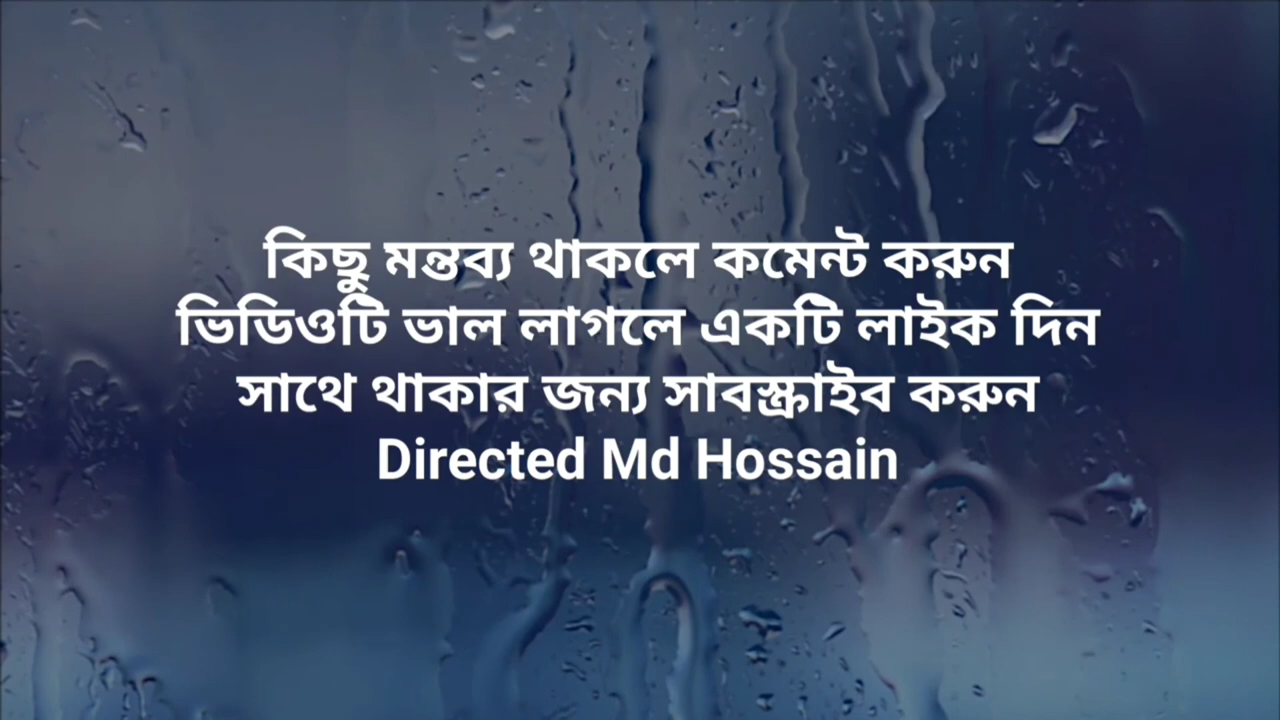 কিছু মন্তব্য থাকলে কমেন্ট করুন
ভিডিওটি ভাল লাগলে একটি লাইক দিন
সাথে থাকার জন্য সাবস্ক্রাইব করুন
Directed Md Hossain